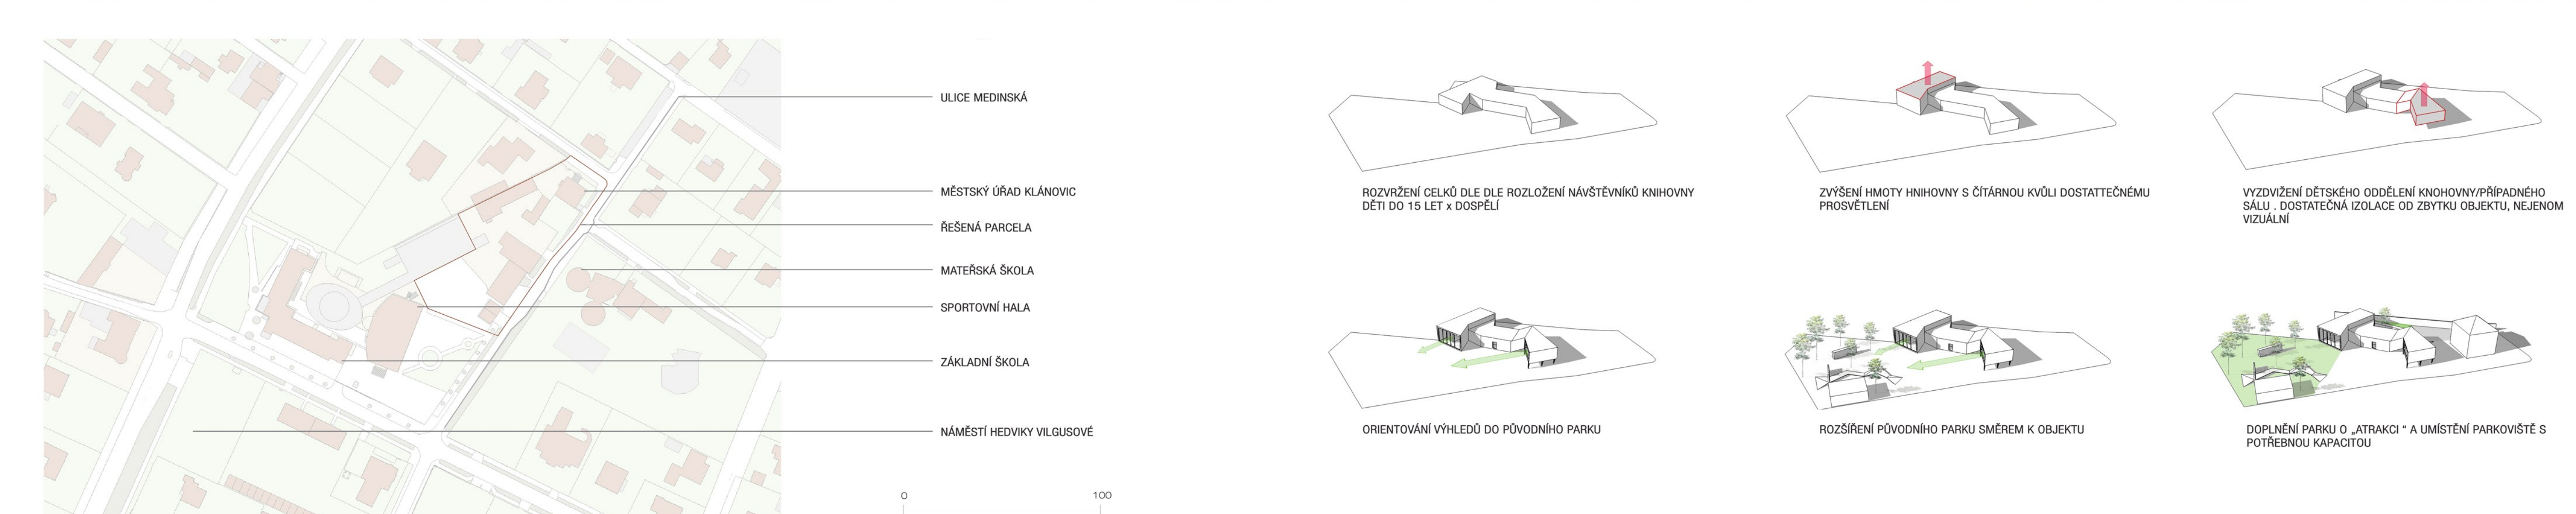 ULICE MEDINSKÁ
MĚSTSKÝ ÚŘAD KLÁNOVIC
ŘEŠENÁ PARCELA
MATEŘSKÁ ŠKOLA
SPORTOVNÍ HALA
ZÁKLADNÍ ŠKOLA
NÁMĚSTÍ HEDVIKY VILGUSOVÉ
0 100
ROZVRŽENÍ CELKŮ DLE DLE ROZLOŽENÍ NÁVŠTĚVNÍKŮ KNIHOVNY
DĚTI DO 15 LET x DOSPĚLÍ
ZVÝŠENÍ HMOTY HNIHOVNY S ČÍTÁRNOU KVŮLI DOSTATTEČNÉMU
PROSVĚTLENÍ
VYZDVIŽENÍ DĚTSKÉHO ODDĚLENÍ KNOHOVNY/PŘÍPADNÉHO
SÁLU . DOSTATEČNÁ IZOLACE OD ZBYTKU OBJEKTU, NEJENOM
VIZUÁLNÍ
ORIENTOVÁNÍ VÝHLEDŮ DO PŮVODNÍHO PARKU
ROZŠÍŘENÍ PŮVODNÍHO PARKU SMĚREM K OBJEKTU
DOPLNĚNÍ PARKU O „ATRAKCI “ A UMÍSTĚNÍ PARKOVIŠTĚ S
POTŘEBNOU KAPACITOU